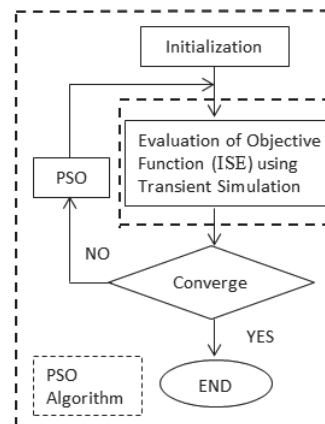 Initialization
Evaluation of Objective
Function (ISE) using
Transient Simulation
PSO
NO
Converge
YES
END
PSO
Algorithm